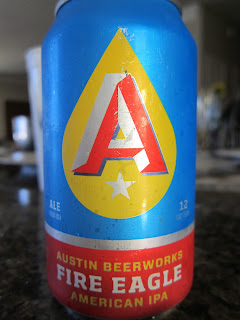 A
ALE
12
AUSTIN BEERWORKS
FIRE EAGLE
AMERICAN IPA